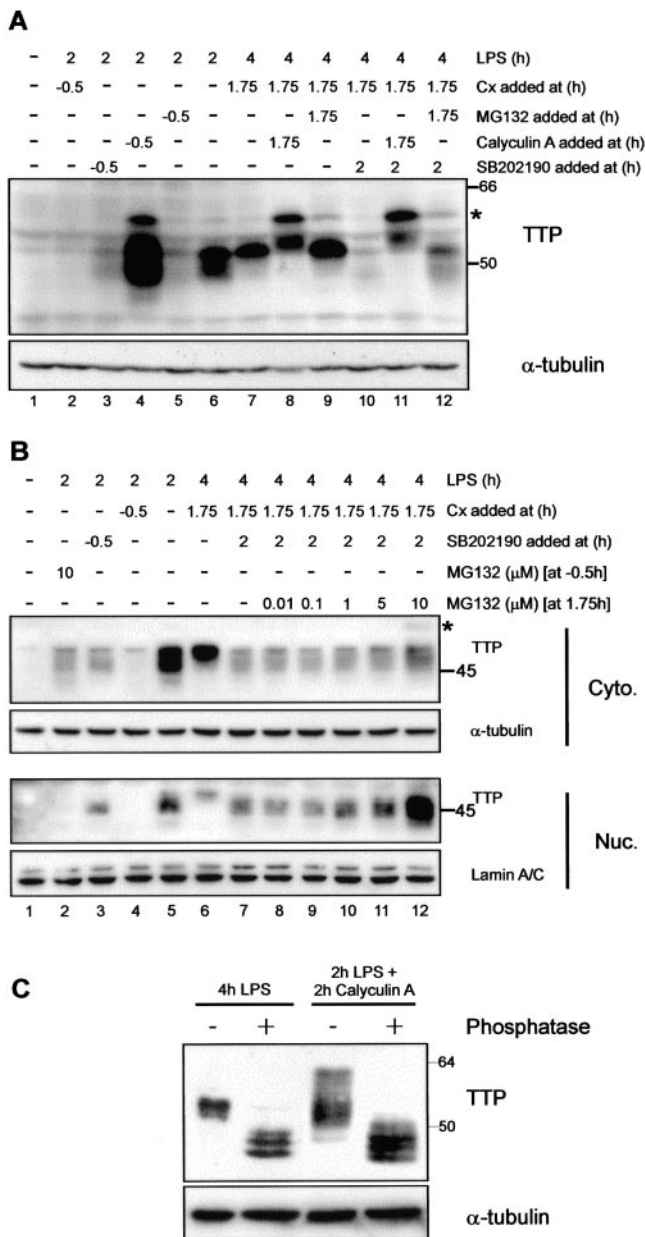 A
- 2 2 2 2 2 4 4 4 4 4 4 LPS (h)
- -0.5 - - - - 1.75 1.75 1.75 1.75 1.75 1.75 Cx added at (h)
- - - - -0.5 - - - 1.75 - - 1.75 MG132 added at (h)
- - - -0.5 - - - 1.75 - - 1.75 - Calyculin A added at (h)
- - -0.5 - - - - - - 2 2 2 SB202190 added at (h)
66
*
TTP
50
α-tubulin
1 2 3 4 5 6 7 8 9 10 11 12
B
- 2 2 2 2 4 4 4 4 4 4 4 LPS (h)
- - - -0.5 - 1.75 1.75 1.75 1.75 1.75 1.75 1.75 Cx added at (h)
- - -0.5 - - - 2 2 2 2 2 2 SB202190 added at (h)
- 10 - - - - - - - - - - MG132 (μM) [at -0.5h]
- - - - - - - 0.01 0.1 1 5 10 MG132 (μM) [at 1.75h]
*
TTP
45
Cyto.
α-tubulin
TTP
45
Nuc.
Lamin A/C
1 2 3 4 5 6 7 8 9 10 11 12
C
4h LPS
2h LPS +
2h Calyculin A
- + - + Phosphatase
64
TTP
50
α-tubulin